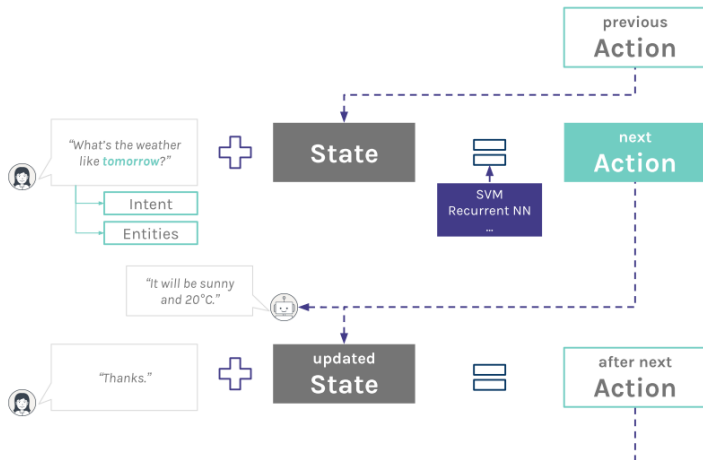 previous
Action
“What’s the weather
like tomorrow?”
State
next
Action
SVM
Recurrent NN
...
Intent
Entities
“It will be sunny
and 20°C.”
“Thanks.”
updated
State
after next
Action